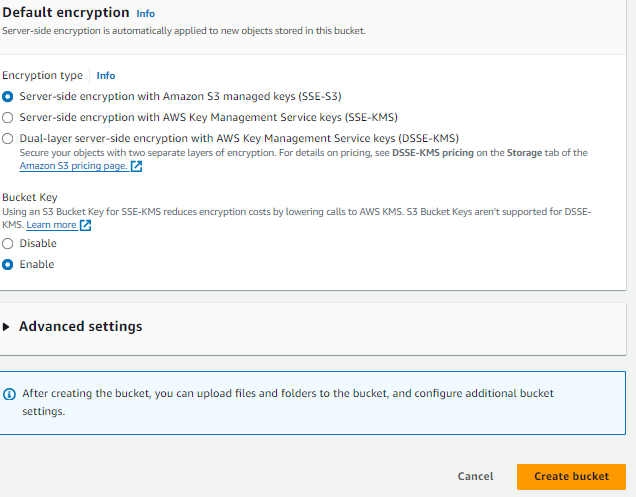 Default encryption Info
Server-side encryption is automatically applied to new objects stored in this bucket.
Encryption type Info
Server-side encryption with Amazon S3 managed keys (SSE-S3)
Server-side encryption with AWS Key Management Service keys (SSE-KMS)
Dual-layer server-side encryption with AWS Key Management Service keys (DSSE-KMS)
Secure your objects with two separate layers of encryption. For details on pricing, see DSSE-KMS pricing on the Storage tab of the
Amazon S3 pricing page.
Bucket Key
Using an S3 Bucket Key for SSE-KMS reduces encryption costs by lowering calls to AWS KMS. S3 Bucket Keys aren't supported for DSSE-
KMS. Learn more
Disable
Enable
Advanced settings
After creating the bucket, you can upload files and folders to the bucket, and configure additional bucket
settings.
Cancel Create bucket